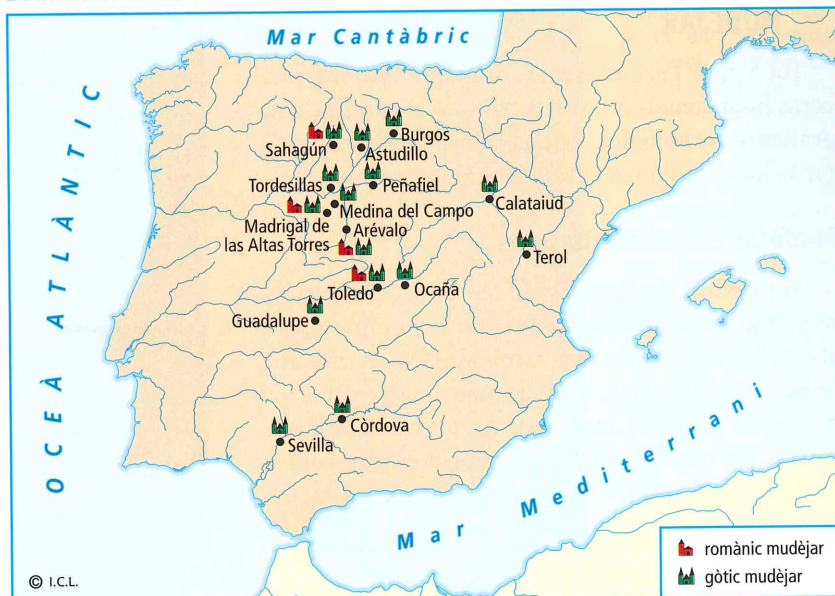 Mar Cantàbric
OCEÀ ATLÀNTIC
Burgos
Sahagún
Astudillo
Tordesillas
Peñafiel
Calataiud
Medina del Campo
Madrigal de
las Altas Torres
Arévalo
Terol
Toledo
Ocaña
Guadalupe
Còrdova
Sevilla
Mar Mediterrani
romànic mudèjar
gòtic mudèjar
© I.C.L.